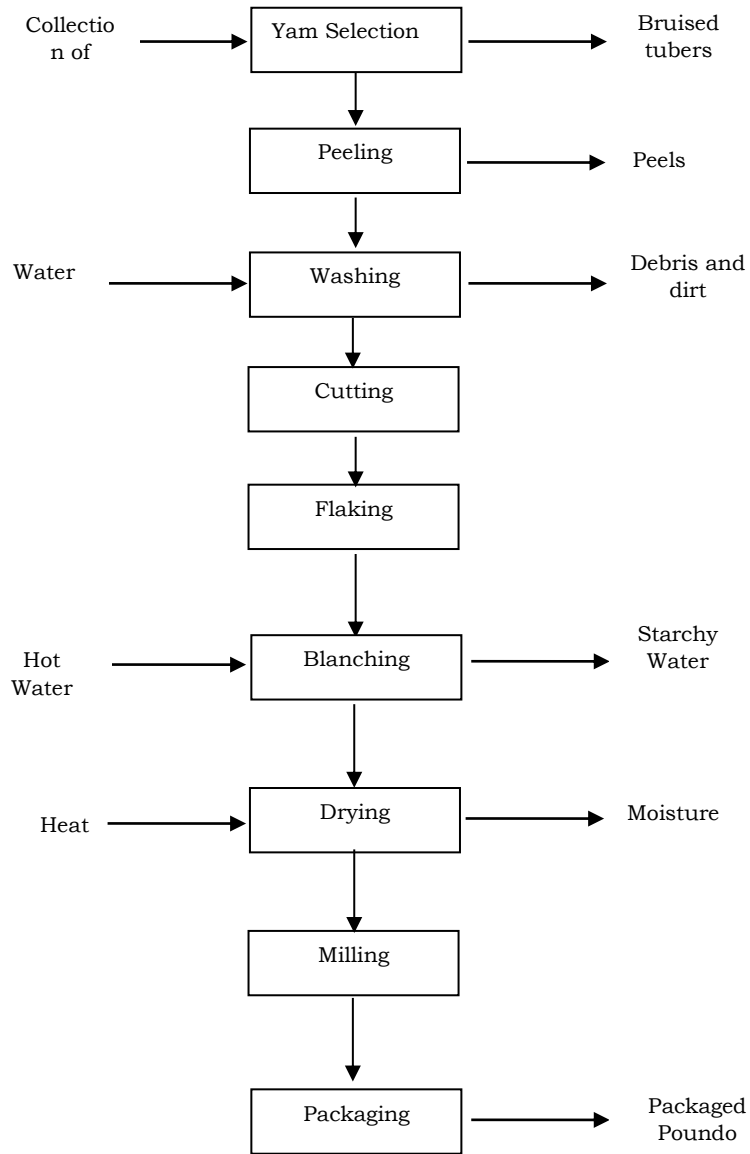 Collectio
n of
Yam Selection
Bruised
tubers
Peeling
Peels
Water
Washing
Debris and
dirt
Cutting
Flaking
Hot
Water
Blanching
Starchy
Water
Heat
Drying
Moisture
Milling
Packaging
Packaged
Poundo